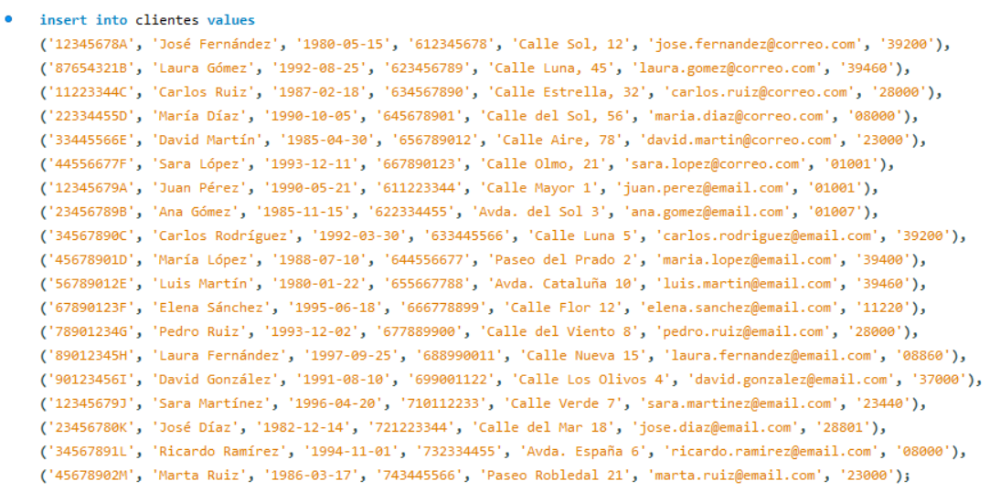 insert into clientes values
('12345678A', 'José Fernández', '1980-05-15', '612345678', 'Calle Sol, 12', 'jose.fernandez@correo.com', '39200'),
('87654321B', 'Laura Gómez', '1992-08-25', '623456789', 'Calle Luna, 45', 'laura.gomez@correo.com', '39460'),
('11223344C', 'Carlos Ruiz', '1987-02-18', '634567890', 'Calle Estrella, 32', 'carlos.ruiz@correo.com', '28000'),
('22334455D', 'María Díaz', '1990-10-05', '645678901', 'Calle del Sol, 56', 'maria.diaz@correo.com', '08000'),
('33445566E', 'David Martín', '1985-04-30', '656789012', 'Calle Aire, 78', 'david.martin@correo.com', '23000'),
('44556677F', 'Sara López', '1993-12-11', '667890123', 'Calle Olmo, 21', 'sara.lopez@correo.com', '01001'),
('12345679A', 'Juan Pérez', '1990-05-21', '611223344', 'Calle Mayor 1', 'juan.perez@email.com', '01001'),
('23456789B', 'Ana Gómez', '1985-11-15', '622334455', 'Avda. del Sol 3', 'ana.gomez@email.com', '01007'),
('34567890C', 'Carlos Rodríguez', '1992-03-30', '633445566', 'Calle Luna 5', 'carlos.rodriguez@email.com', '39200'),
('45678901D', 'María López', '1988-07-10', '644556677', 'Paseo del Prado 2', 'maria.lopez@email.com', '39400'),
('56789012E', 'Luis Martín', '1980-01-22', '655667788', 'Avda. Cataluña 10', 'luis.martin@email.com', '39460'),
('67890123F', 'Elena Sánchez', '1995-06-18', '666778899', 'Calle Flor 12', 'elena.sanchez@email.com', '11220'),
('78901234G', 'Pedro Ruiz', '1993-12-02', '677889900', 'Calle del Viento 8', 'pedro.ruiz@email.com', '28000'),
('89012345H', 'Laura Fernández', '1997-09-25', '688990011', 'Calle Nueva 15', 'laura.fernandez@email.com', '08860'),
('90123456I', 'David González', '1991-08-10', '699001122', 'Calle Los Olivos 4', 'david.gonzalez@email.com', '37000'),
('12345679J', 'Sara Martínez', '1996-04-20', '710112233', 'Calle Verde 7', 'sara.martinez@email.com', '23440'),
('23456780K', 'José Díaz', '1982-12-14', '721223344', 'Calle del Mar 18', 'jose.diaz@email.com', '28801'),
('34567891L', 'Ricardo Ramírez', '1994-11-01', '732334455', 'Avda. España 6', 'ricardo.ramirez@email.com', '08000'),
('45678902M', 'Marta Ruiz', '1986-03-17', '743445566', 'Paseo Robledal 21', 'marta.ruiz@email.com', '23000');